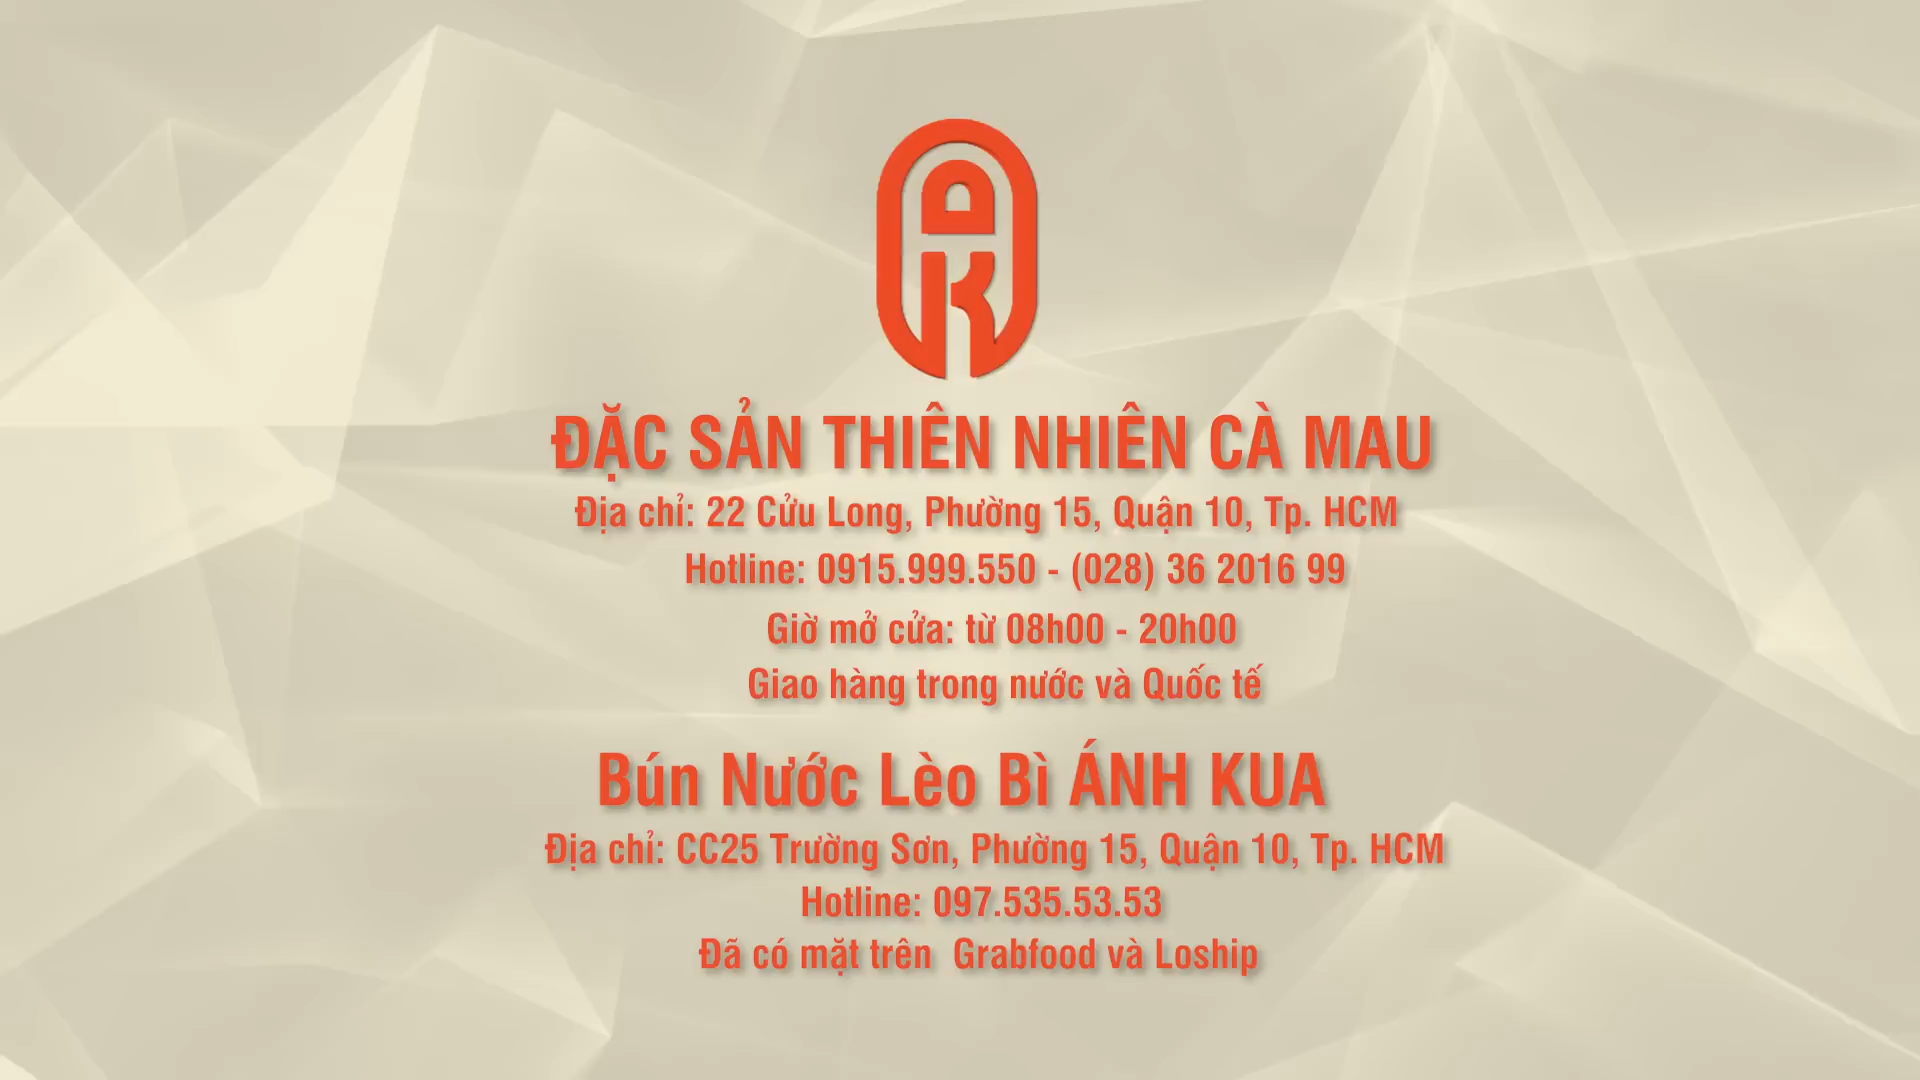 AK
ĐẶC SẢN THIÊN NHIÊN CÀ MAU
Địa chỉ: 22 Cửu Long, Phường 15, Quận 10, Tp. HCM
Hotline: 0915.999.550 - (028) 36 2016 99
Giờ mở cửa: từ 08h00 - 20h00
Giao hàng trong nước và Quốc tế
Bún Nước Lèo Bì ÁNH KUA
Địa chỉ: CC25 Trường Sơn, Phường 15, Quận 10, Tp. HCM
Hotline: 097.535.53.53
Đã có mặt trên Grabfood và Loship